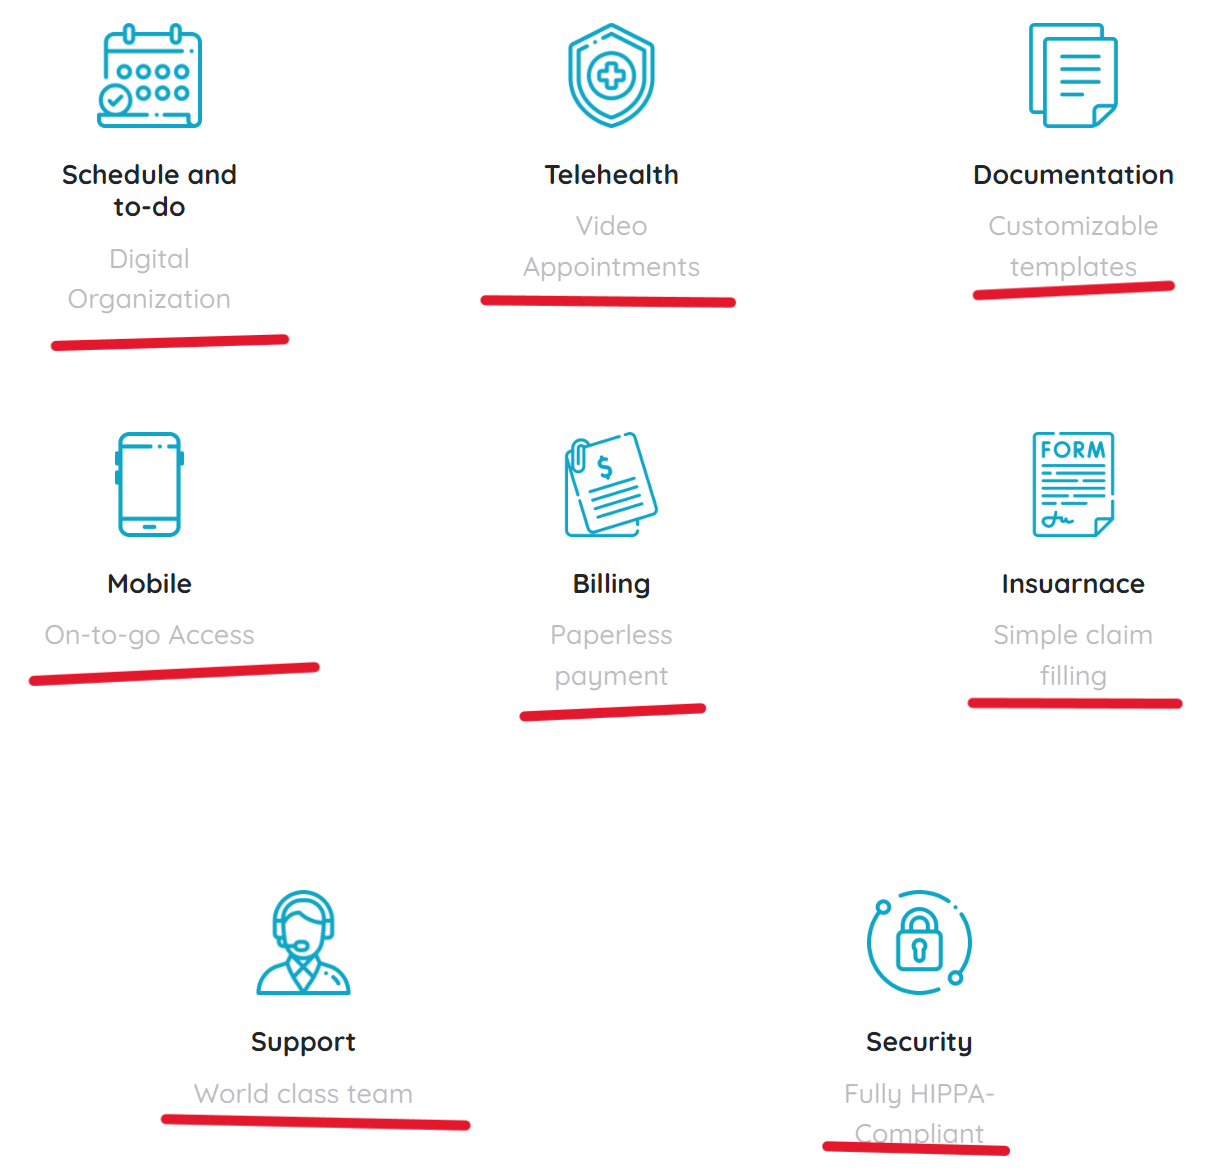 Schedule and
to-do
Digital
Organization
Telehealth
Video
Appointments
Documentation
Customizable
templates
Mobile
On-to-go Access
$
Billing
Paperless
payment
FORM
Insuarnace
Simple claim
filling
Support
World class team
Security
Fully HIPPA-
Compliant